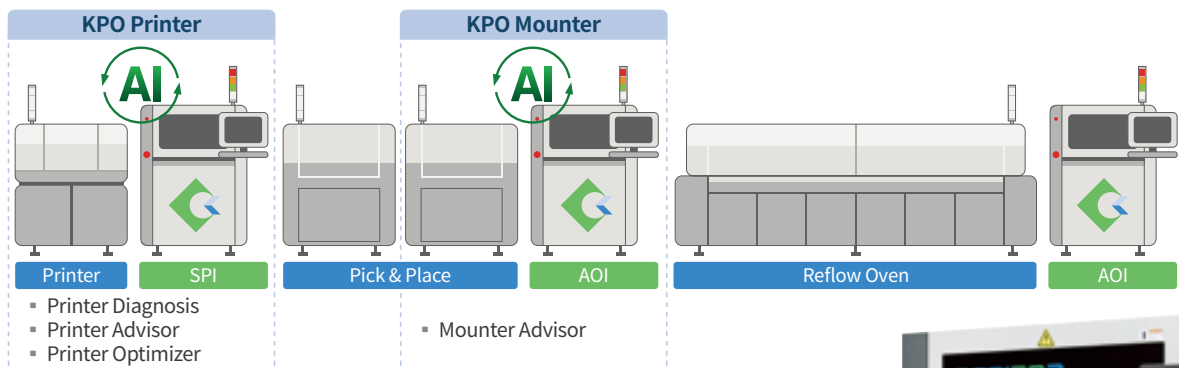 KPO Printer
KPO Mounter
AI
AI
Printer
SPI
Pick & Place
AOI
Reflow Oven
AOI
▪ Printer Diagnosis
▪ Printer Advisor
▪ Printer Optimizer
▪ Mounter Advisor